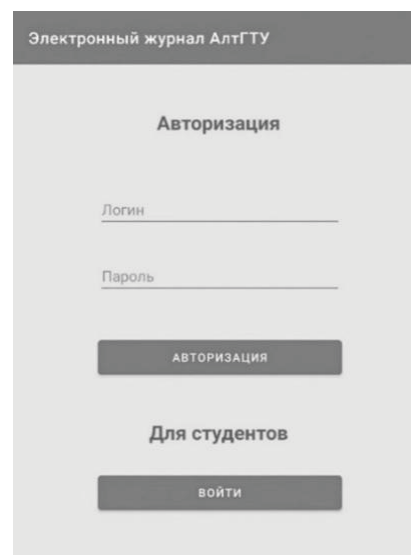 Электронный журнал АлтГТУ
Авторизация
Логин
Пароль
АВТОРИЗАЦИЯ
Для студентов
ВОЙТИ